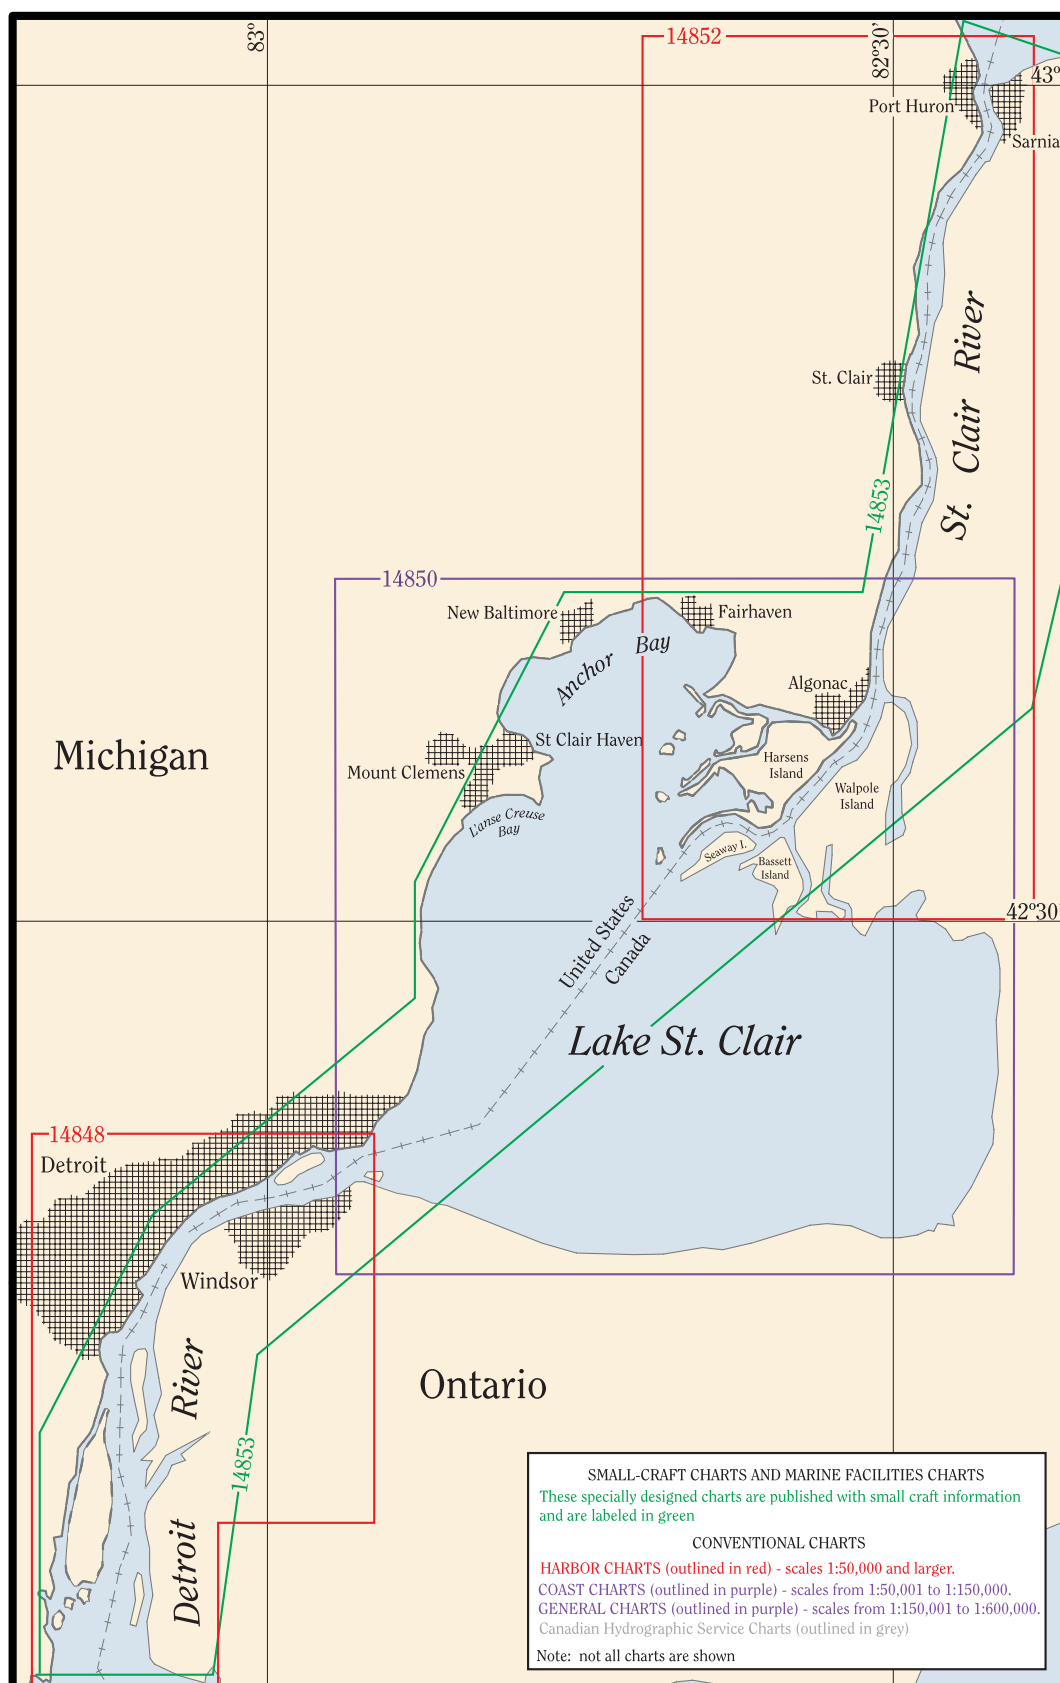 83º
14852
82º30'
43º
Port Huron
Sarnia
St. Clair River
St. Clair
14853
14850
New Baltimore
Fairhaven
Anchor Bay
Algonac
Michigan
St Clair Haven
Mount Clemens
Harsens
Island
Walpole
Island
L'anse Creuse
Bay
Seaway I.
Bassett
Island
42º30
United States
Canada
Lake St. Clair
14848
Detroit
Windsor
Detroit River
Ontario
14853
SMALL-CRAFT CHARTS AND MARINE FACILITIES CHARTS
These specially designed charts are published with small craft information
and are labeled in green
CONVENTIONAL CHARTS
HARBOR CHARTS (outlined in red) - scales 1:50,000 and larger.
COAST CHARTS (outlined in purple) - scales from 1:50,001 to 1:150,000.
GENERAL CHARTS (outlined in purple) - scales from 1:150,001 to 1:600,000.
Canadian Hydrographic Service Charts (outlined in grey)
Note: not all charts are shown